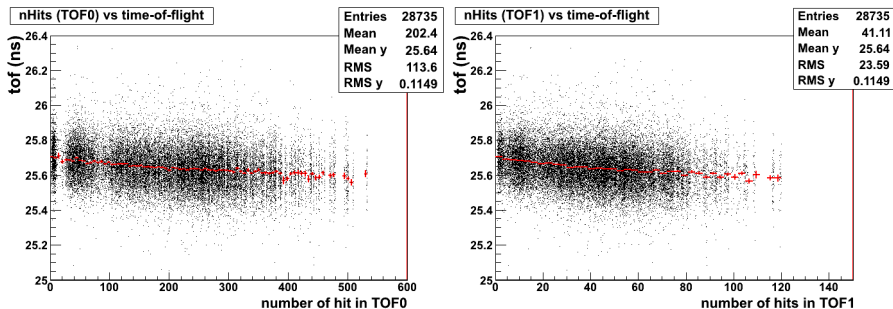 nHits (TOF0) vs time-of-flight
Entries 28735
Mean 202.4
Mean y 25.64
RMS 113.6
RMS y 0.1149
tof (ns)
26.4
26.2
26
25.8
25.6
25.4
25.2
25
0 100 200 300 400 500 600
number of hit in TOF0
nHits (TOF1) vs time-of-flight
Entries 28735
Mean 41.11
Mean y 25.64
RMS 23.59
RMS y 0.1149
tof (ns)
26.4
26.2
26
25.8
25.6
25.4
25.2
25
0 20 40 60 80 100 120 140
number of hits in TOF1